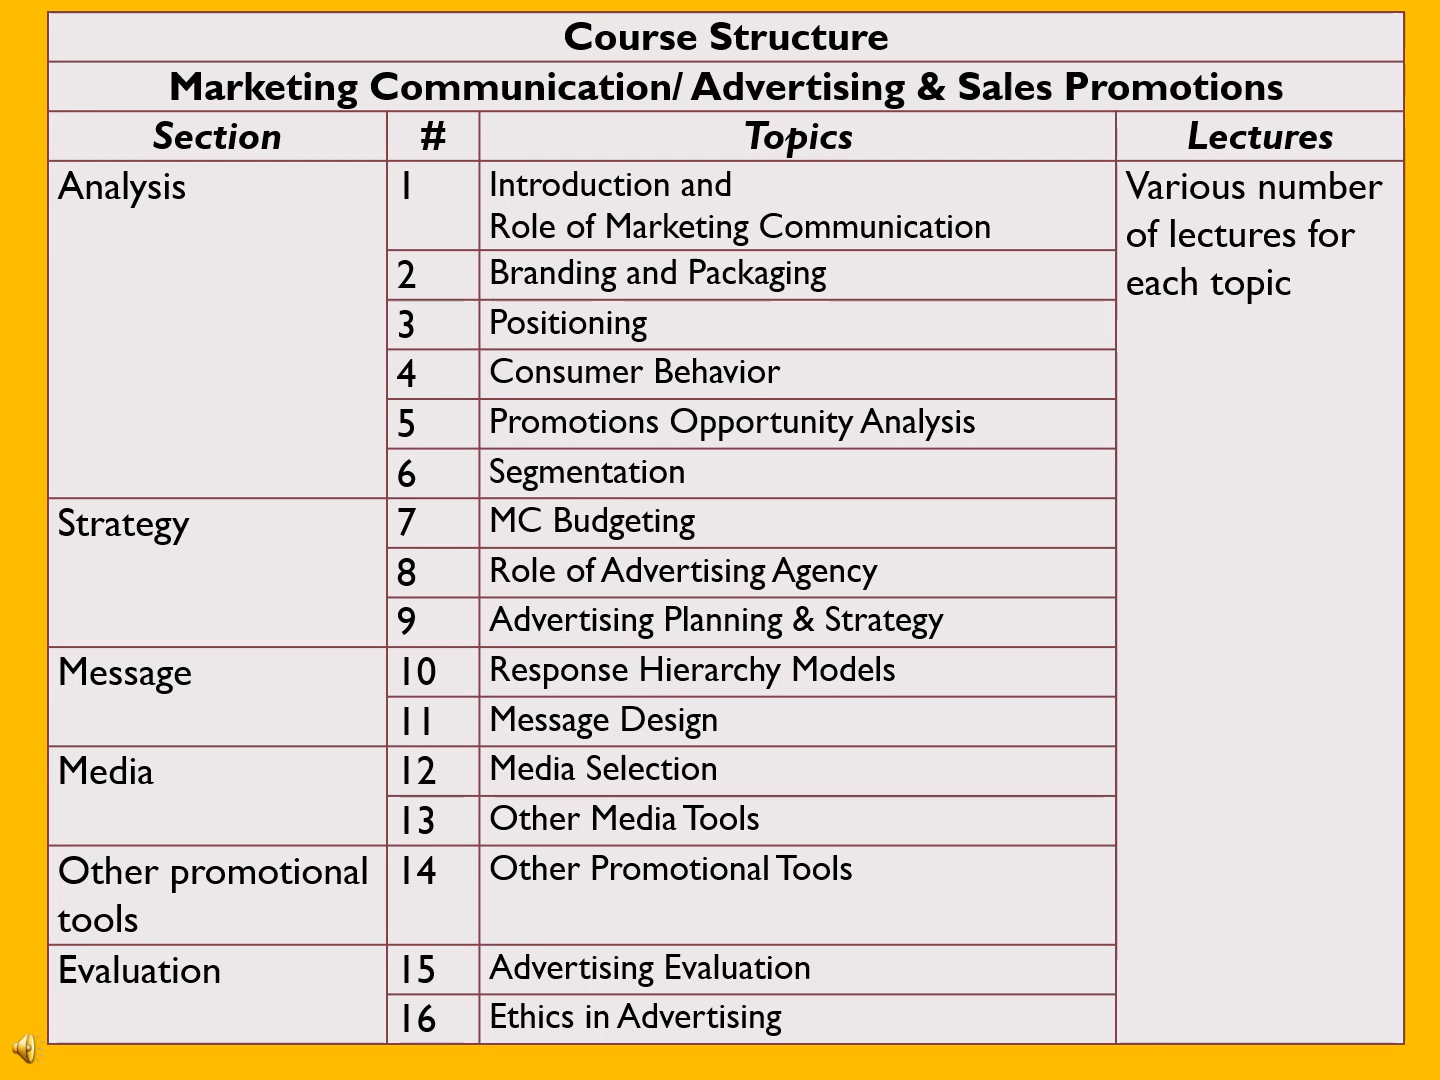 Course Structure
Marketing Communication/ Advertising & Sales Promotions
Section # Topics Lectures
Analysis 1 Introduction and
Role of Marketing Communication
Various number
of lectures for
each topic
2 Branding and Packaging
3 Positioning
4 Consumer Behavior
5 Promotions Opportunity Analysis
6 Segmentation
Strategy 7 MC Budgeting
8 Role of Advertising Agency
9 Advertising Planning & Strategy
Message 10 Response Hierarchy Models
11 Message Design
Media 12 Media Selection
13 Other Media Tools
Other promotional
tools
14 Other Promotional Tools
Evaluation 15 Advertising Evaluation
16 Ethics in Advertising